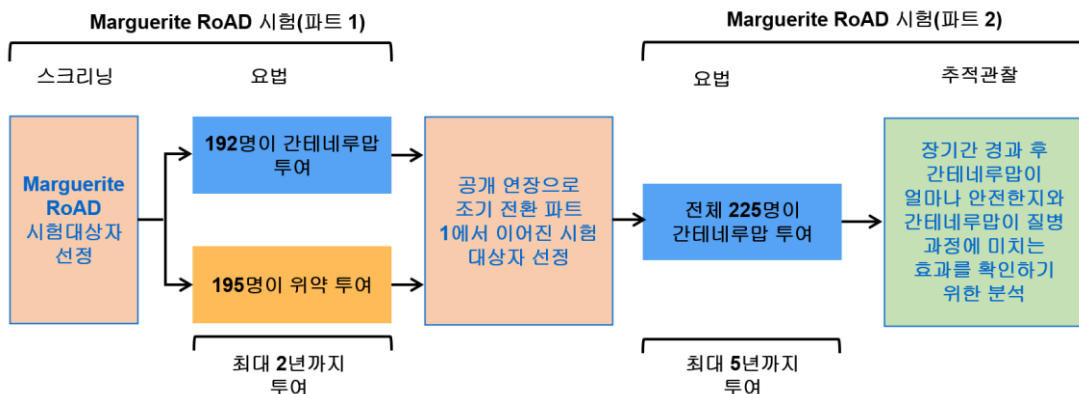 Marguerite RoAD 시험(파트 1)
스크리닝
요법
Marguerite
RoAD
시험대상자
선정
192명이 간테네루맙
투여
195명이 위약 투여
최대 2년까지
투여
공개 연장으로
조기 전환 파트
1에서 이어진 시험
대상자 선정
Marguerite RoAD 시험(파트 2)
요법
추적관찰
전체 225명이
간테네루맙 투여
최대 5년까지
투여
장기간 경과 후
간테네루맙이
얼마나 안전한지와
간테네루맙이 질병
과정에 미치는
효과를 확인하기
위한 분석